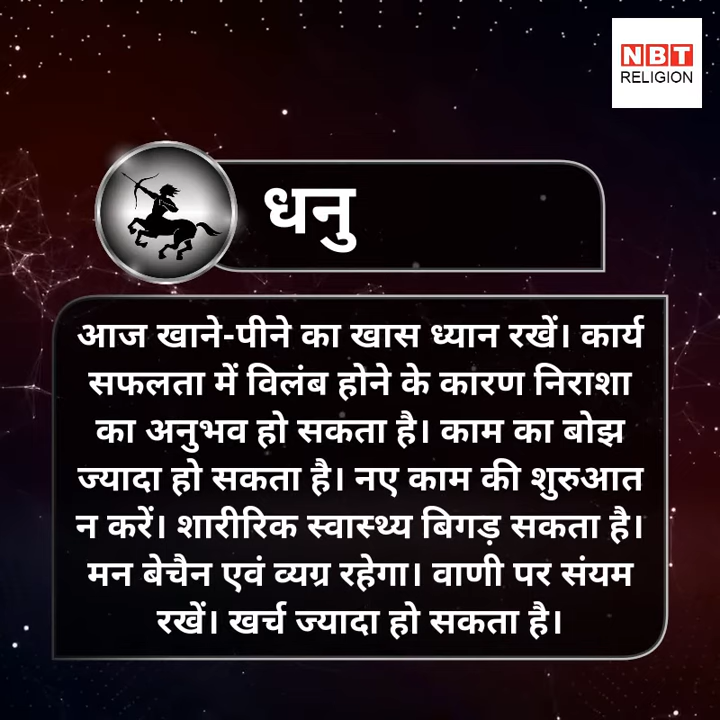 NBT
RELIGION
धनु
आज खाने-पीने का खास ध्यान रखें। कार्य
सफलता में विलंब होने के कारण निराशा
का अनुभव हो सकता है। काम का बोझ
ज्यादा हो सकता है। नए काम की शुरुआत
न करें। शारीरिक स्वास्थ्य बिगड़ सकता है।
मन बेचैन एवं व्यग्र रहेगा। वाणी पर संयम
रखें। खर्च ज्यादा हो सकता है।